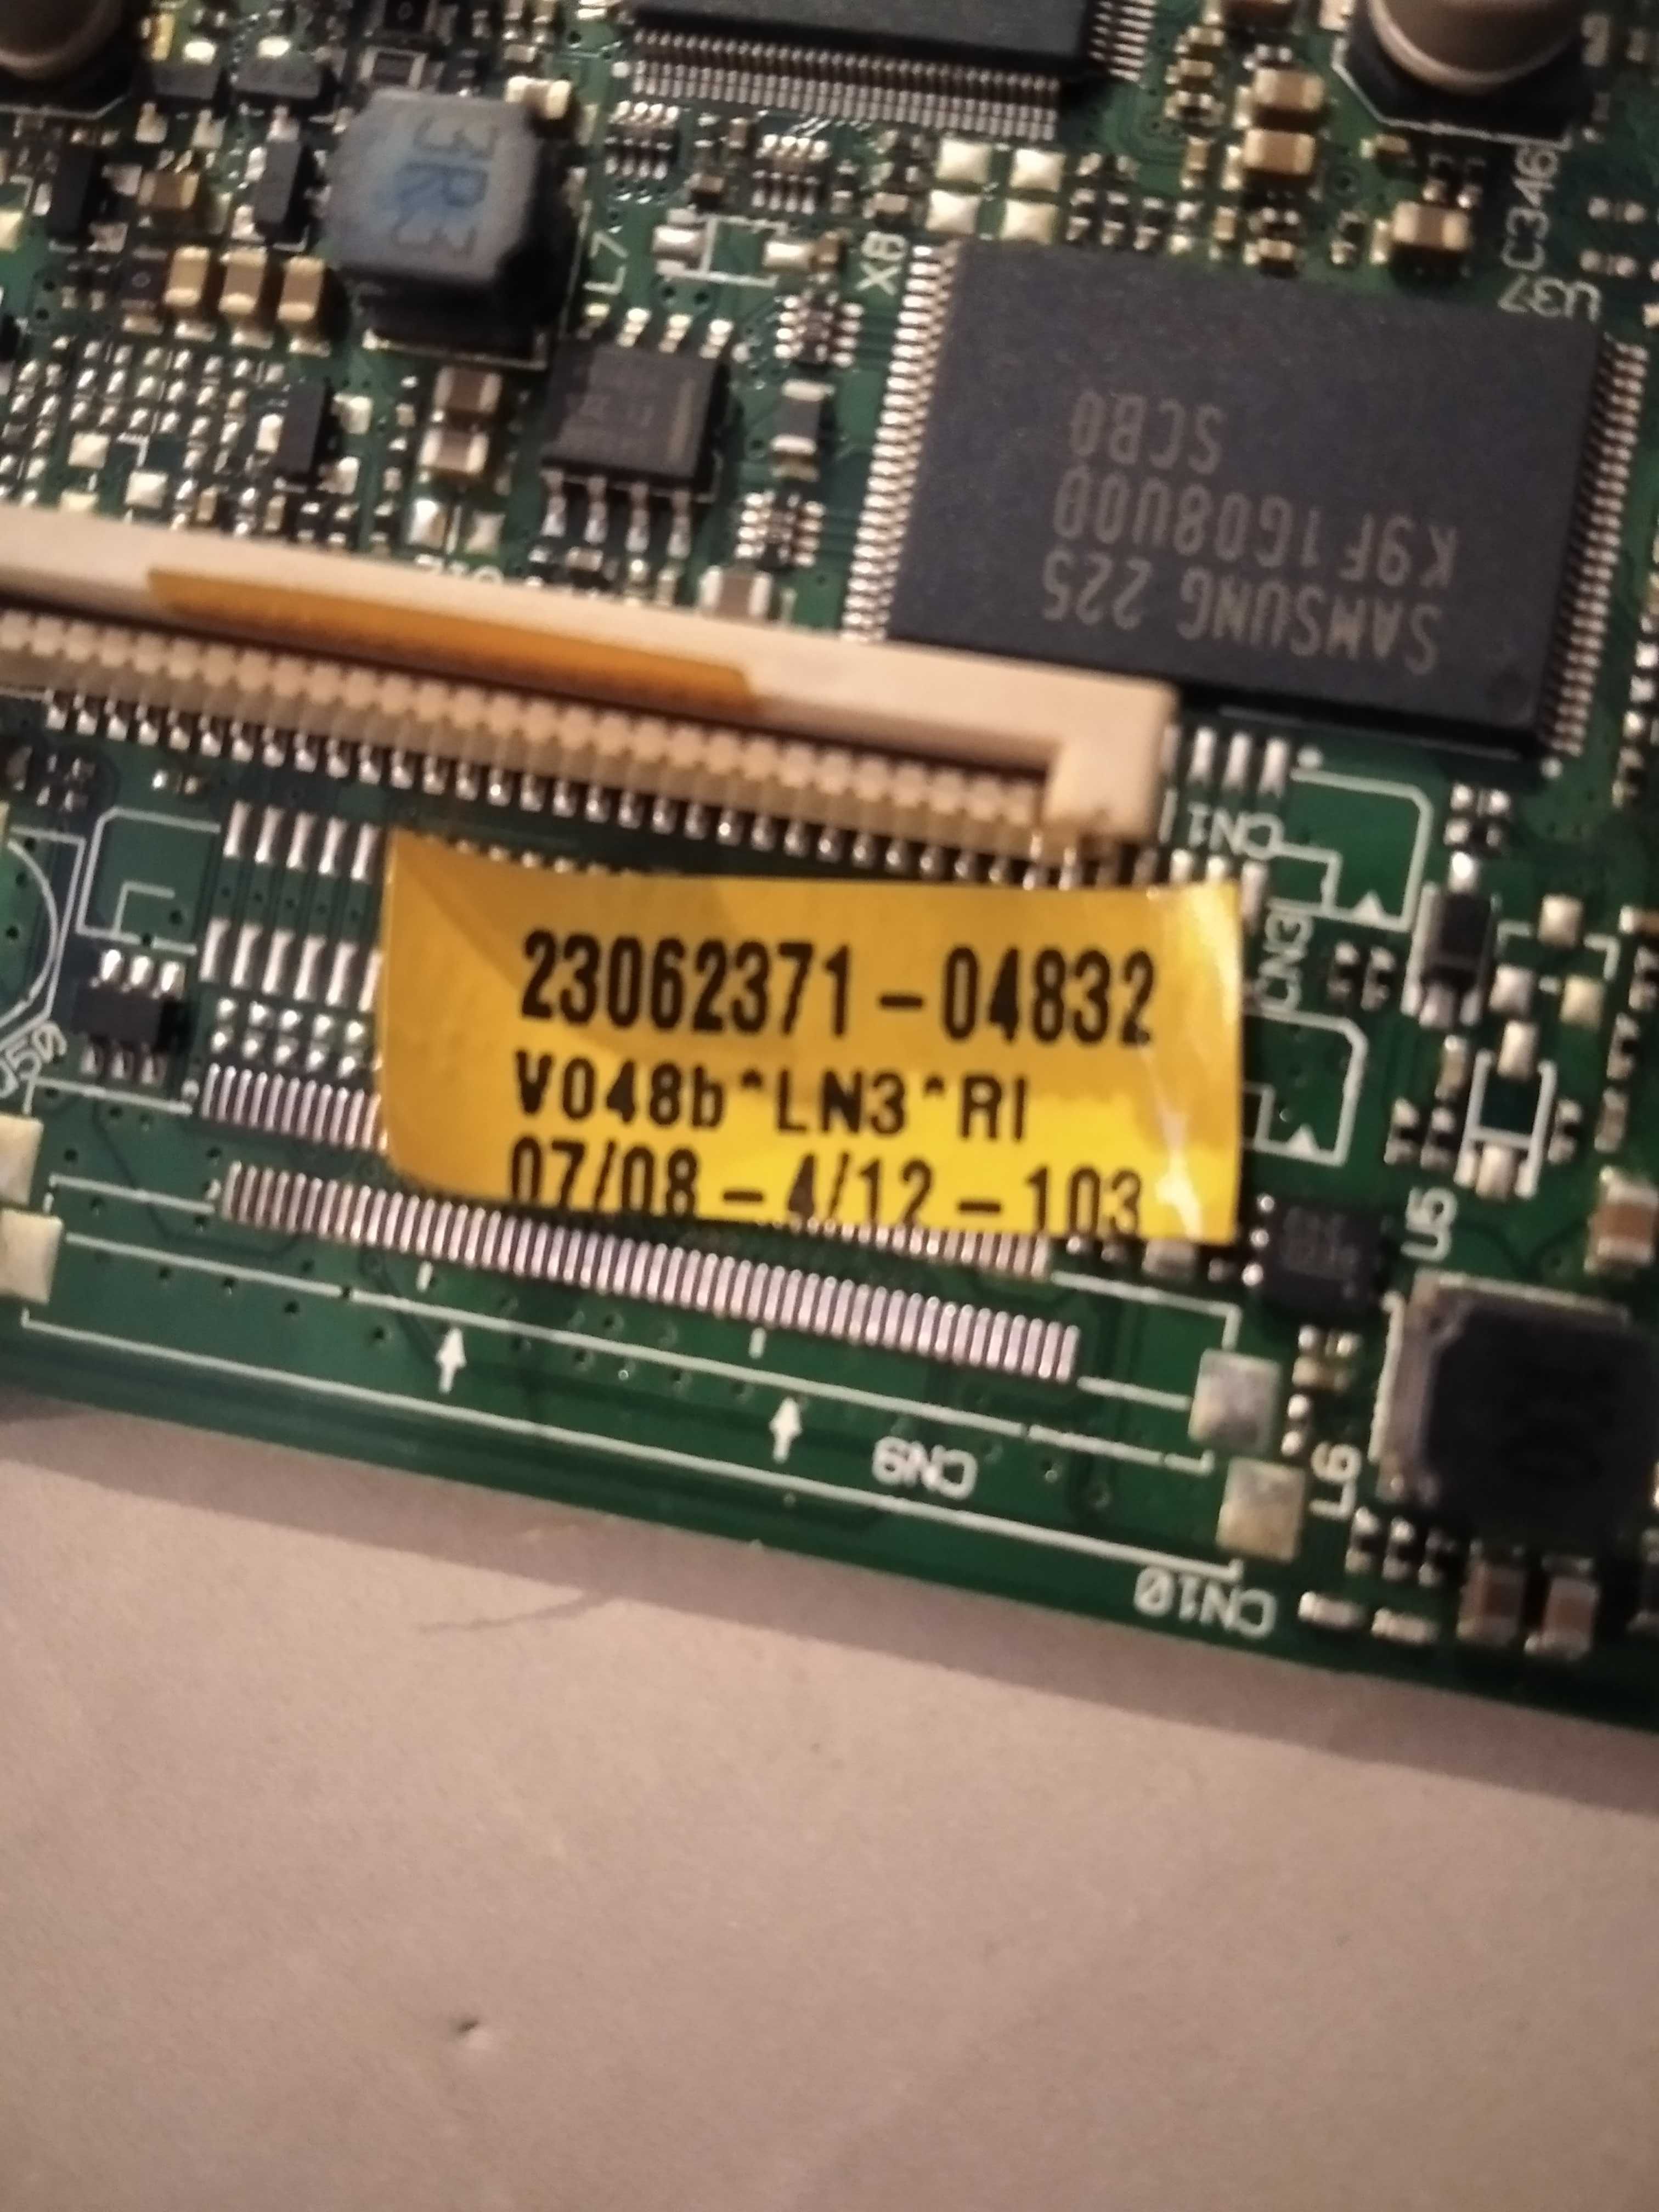 3R3
L7
X8
C346
U37
SAMSUNG 225
K9F1G08U0D
SCB0
CN1
CN3
23062371-04832
V048b^LN3^RI
07/08-4/12-103
U5
L6
CN9
CN10